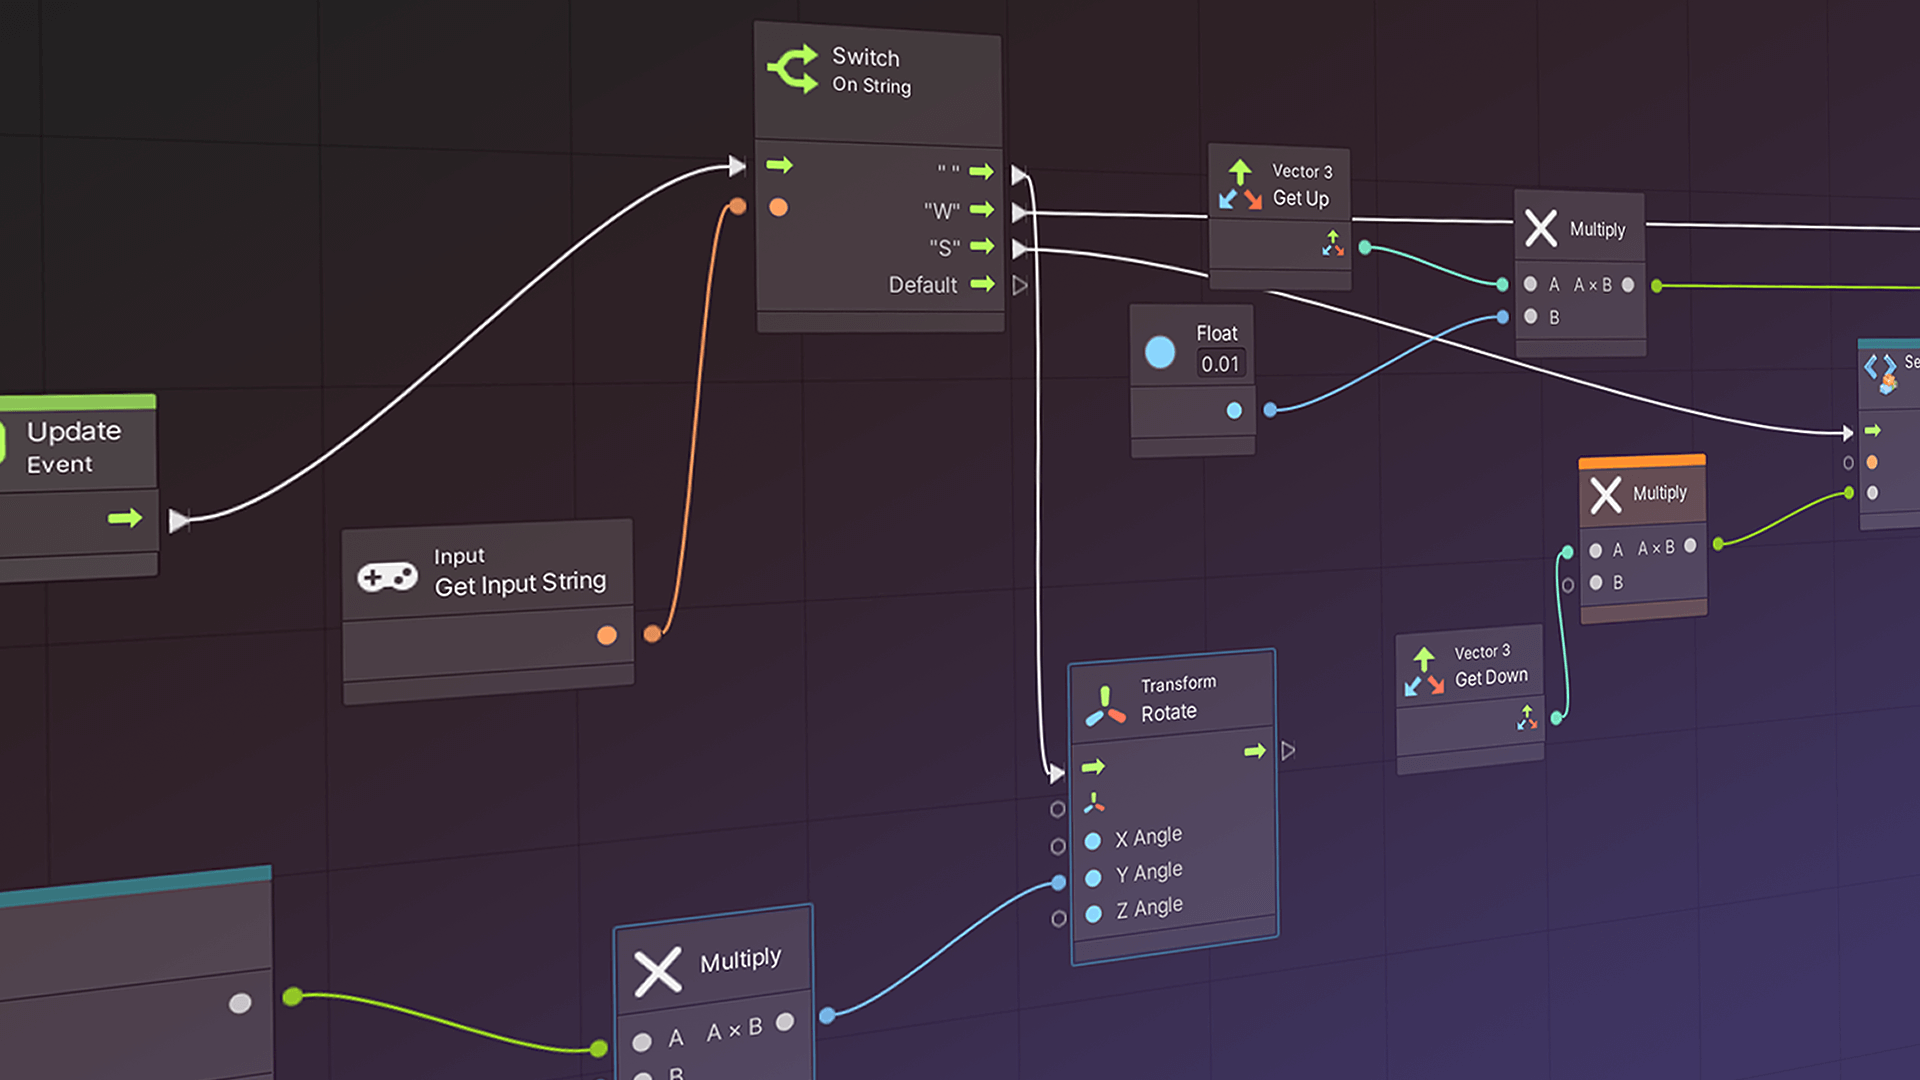 Switch
On String
" "
"W"
"S"
Default
Vector 3
Get Up
Multiply
A A × B
B
Float
0.01
Se
Update
Event
Input
Get Input String
Multiply
A A × B
B
Vector 3
Get Down
Transform
Rotate
X Angle
Y Angle
Z Angle
Multiply
A A × B
B